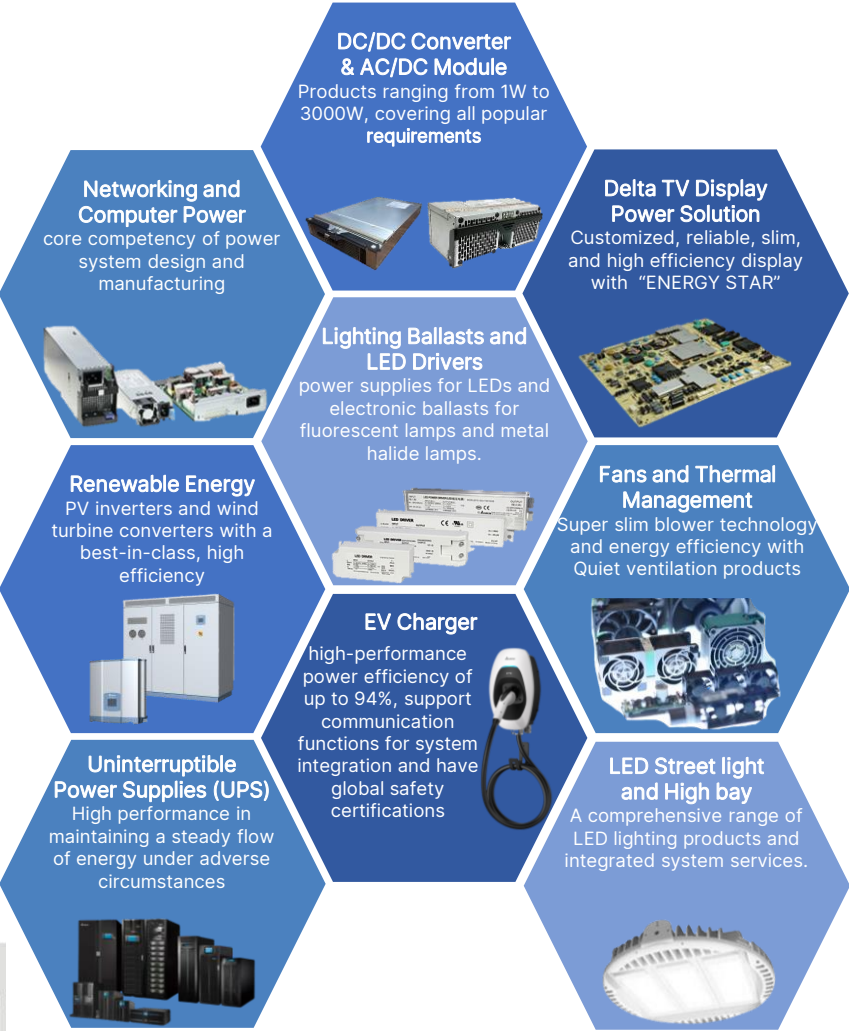 DC/DC Converter
& AC/DC Module
Products ranging from 1W to
3000W, covering all popular
requirements
Networking and
Computer Power
core competency of power
system design and
manufacturing
Delta TV Display
Power Solution
Customized, reliable, slim,
and high efficiency display
with “ENERGY STAR”
Lighting Ballasts and
LED Drivers
power supplies for LEDs and
electronic ballasts for
fluorescent lamps and metal
halide lamps.
LED DRIVER
LED DRIVER
LED DRIVER
Renewable Energy
PV inverters and wind
turbine converters with a
best-in-class, high
efficiency
Fans and Thermal
Management
Super slim blower technology
and energy efficiency with
Quiet ventilation products
EV Charger
high-performance
power efficiency of
up to 94%, support
communication
functions for system
integration and have
global safety
certifications
Uninterruptible
Power Supplies (UPS)
High performance in
maintaining a steady flow
of energy under adverse
circumstances
LED Street light
and High bay
A comprehensive range of
LED lighting products and
integrated system services.